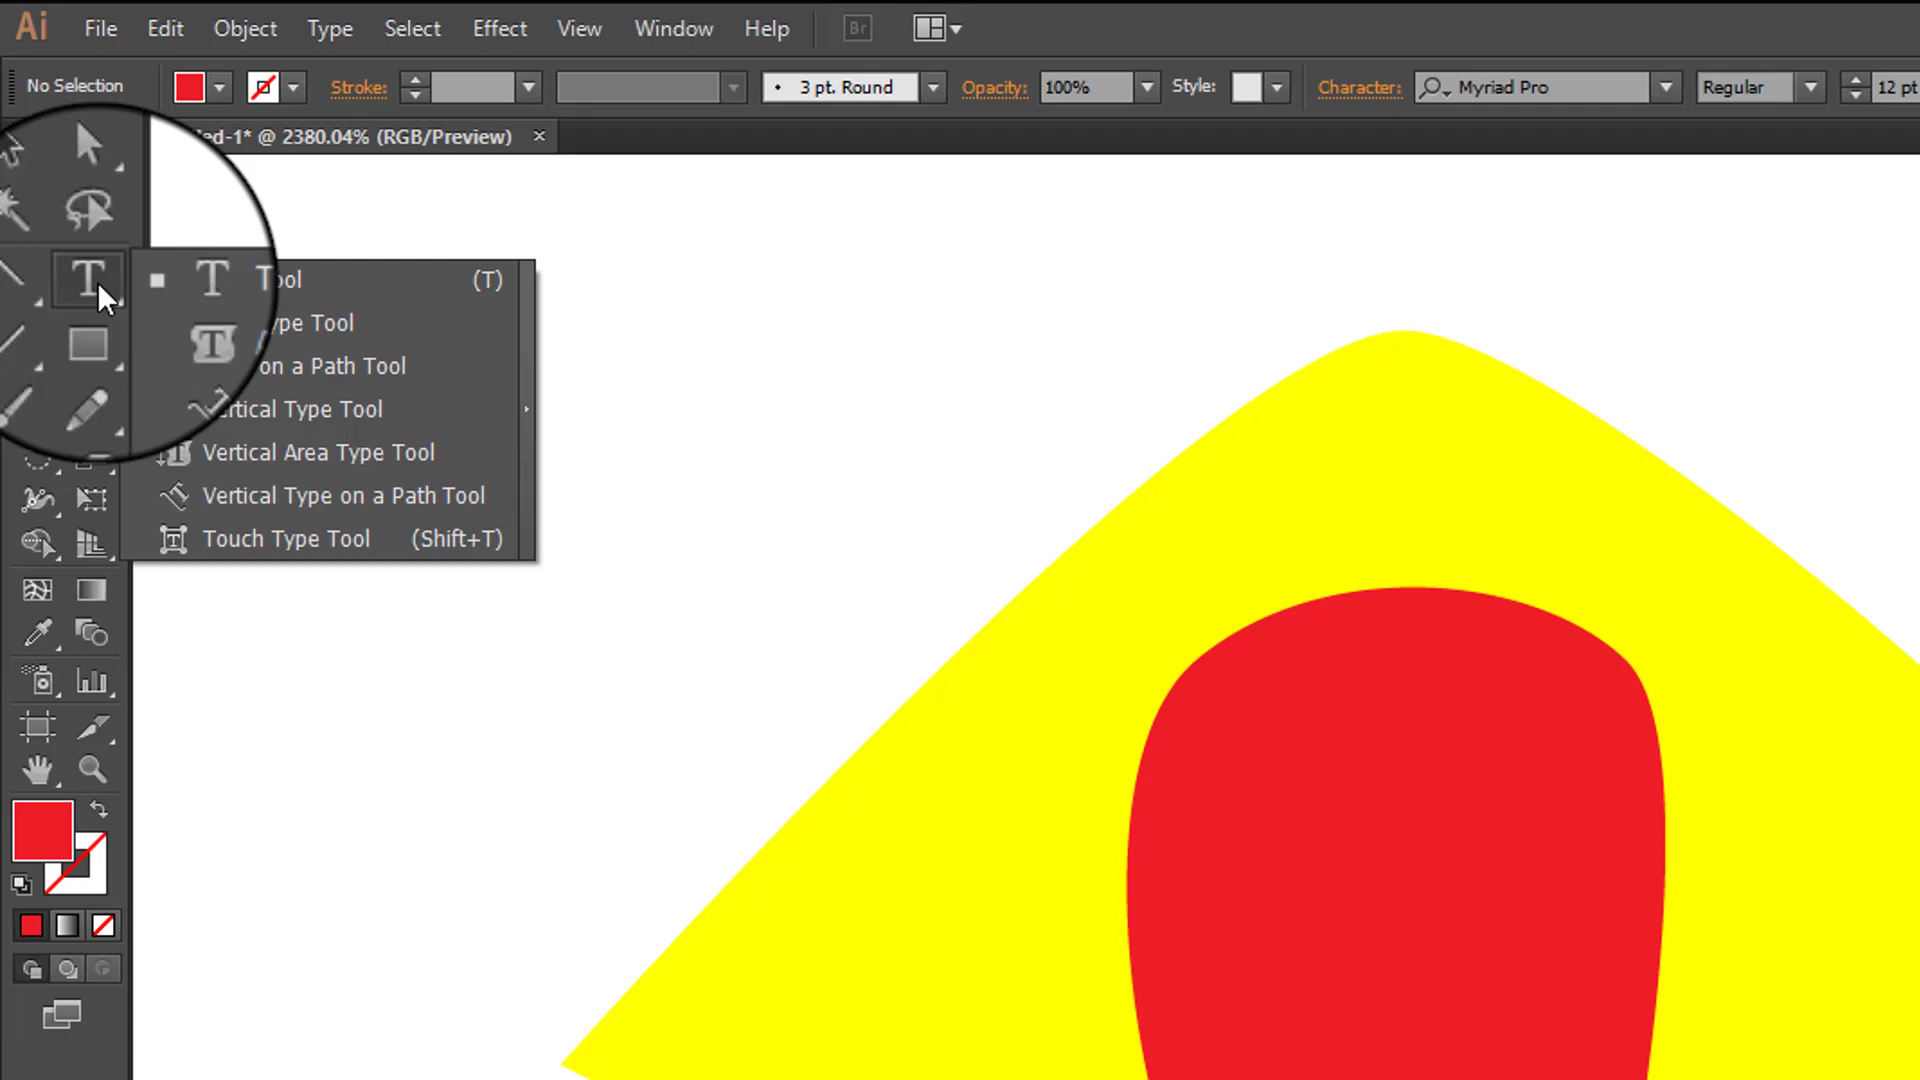 Ai File Edit Object Type Select Effect View Window Help Br
No Selection Stroke: 3 pt. Round Opacity: 100% Style: Character: Myriad Pro Regular 12 pt
ed-1* @ 2380.04% (RGB/Preview) ×
Tool (T)
ype Tool
on a Path Tool
ertical Type Tool
Vertical Area Type Tool
Vertical Type on a Path Tool
Touch Type Tool (Shift+T)